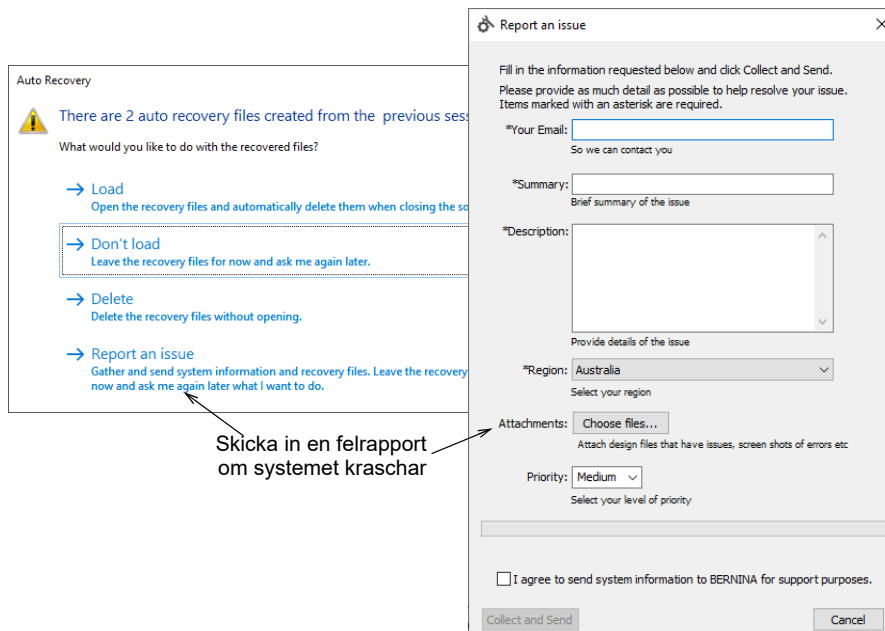 Auto Recovery
There are 2 auto recovery files created from the previous ses
What would you like to do with the recovered files?
Load
Open the recovery files and automatically delete them when closing the so
Don't load
Leave the recovery files for now and ask me again later.
Delete
Delete the recovery files without opening.
Report an issue
Gather and send system information and recovery files. Leave the recovery
now and ask me again later what I want to do.
Skicka in en felrapport
om systemet kraschar
Report an issue
Fill in the information requested below and click Collect and Send.
Please provide as much detail as possible to help resolve your issue.
Items marked with an asterisk are required.
*Your Email:
So we can contact you
*Summary:
Brief summary of the issue
*Description:
Provide details of the issue
*Region: Australia
Select your region
Attachments: Choose files...
Attach design files that have issues, screen shots of errors etc
Priority: Medium
Select your level of priority
I agree to send system information to BERNINA for support purposes.
Collect and Send Cancel